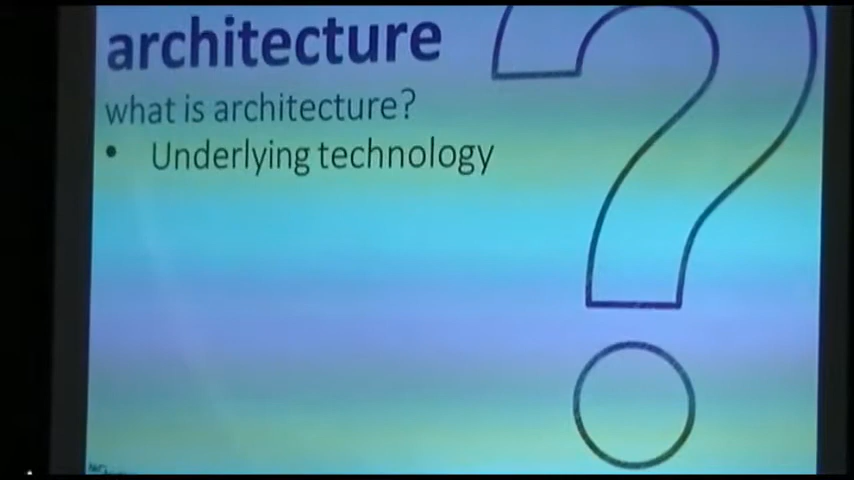 architecture
what is architecture?
• Underlying technology